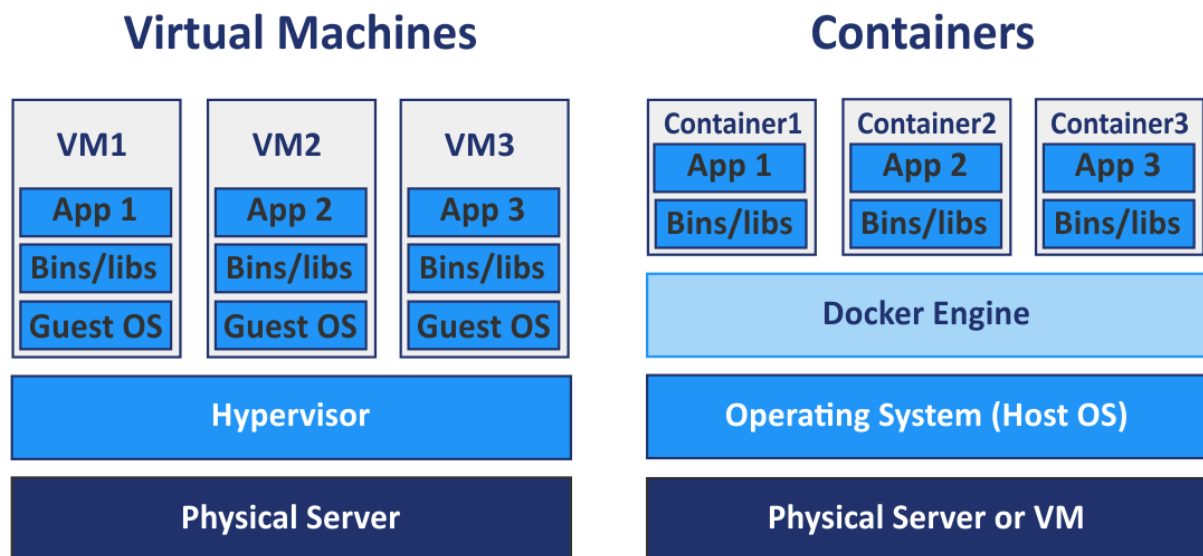 Virtual Machines
VM1
App 1
Bins/libs
Guest OS
VM2
App 2
Bins/libs
Guest OS
VM3
App 3
Bins/libs
Guest OS
Hypervisor
Physical Server
Containers
Container1
App 1
Bins/libs
Container2
App 2
Bins/libs
Container3
App 3
Bins/libs
Docker Engine
Operating System (Host OS)
Physical Server or VM